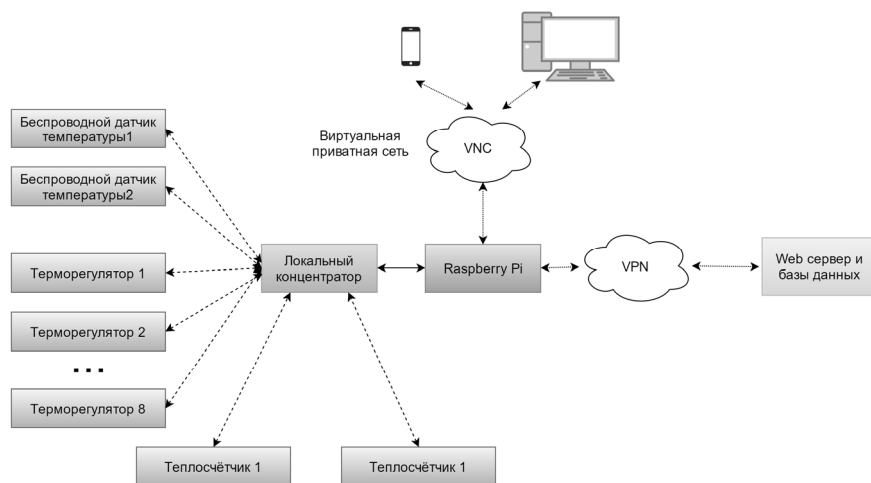 Беспроводной датчик
температуры1
Беспроводной датчик
температуры2
Терморегулятор 1
Терморегулятор 2
...
Терморегулятор 8
Теплосчётчик 1
Теплосчётчик 1
Локальный
концентратор
Raspberry Pi
Виртуальная
приватная сеть
VNC
VPN
Web сервер и
базы данных